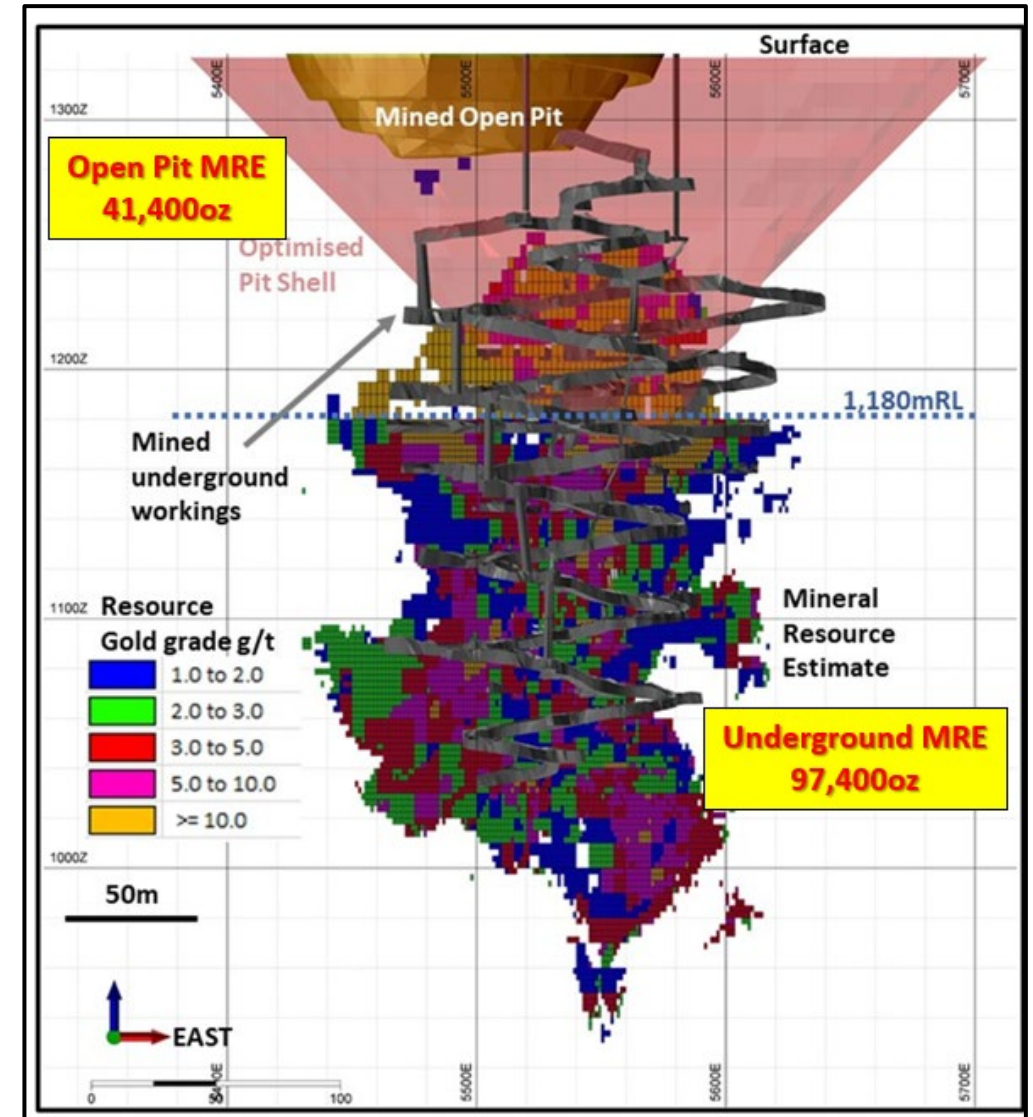 Surface
5400E
5500E
5600E
5700E
1300Z
Mined Open Pit
Open Pit MRE
41,400oz
Optimised
Pit Shell
1200Z
1,180mRL
Mined
underground
workings
1100Z
Resource
Gold grade g/t
1.0 to 2.0
2.0 to 3.0
3.0 to 5.0
5.0 to 10.0
>= 10.0
Mineral
Resource
Estimate
Underground MRE
97,400oz
1000Z
50m
EAST
5500E
5600E
5700E
0
100